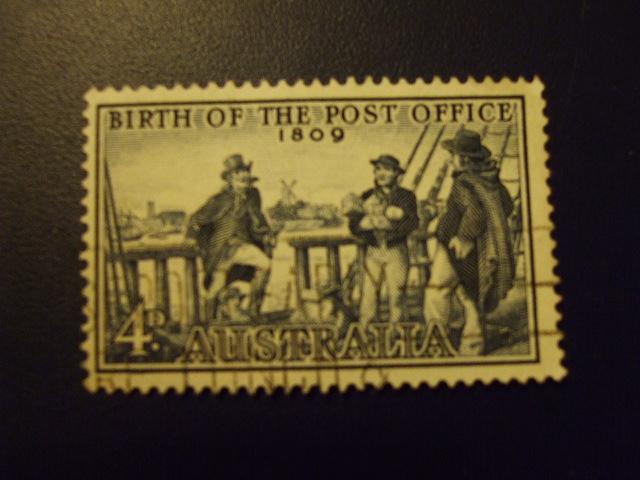 BIRTH OF THE POST OFFICE
1809
4D.
AUSTRALIA